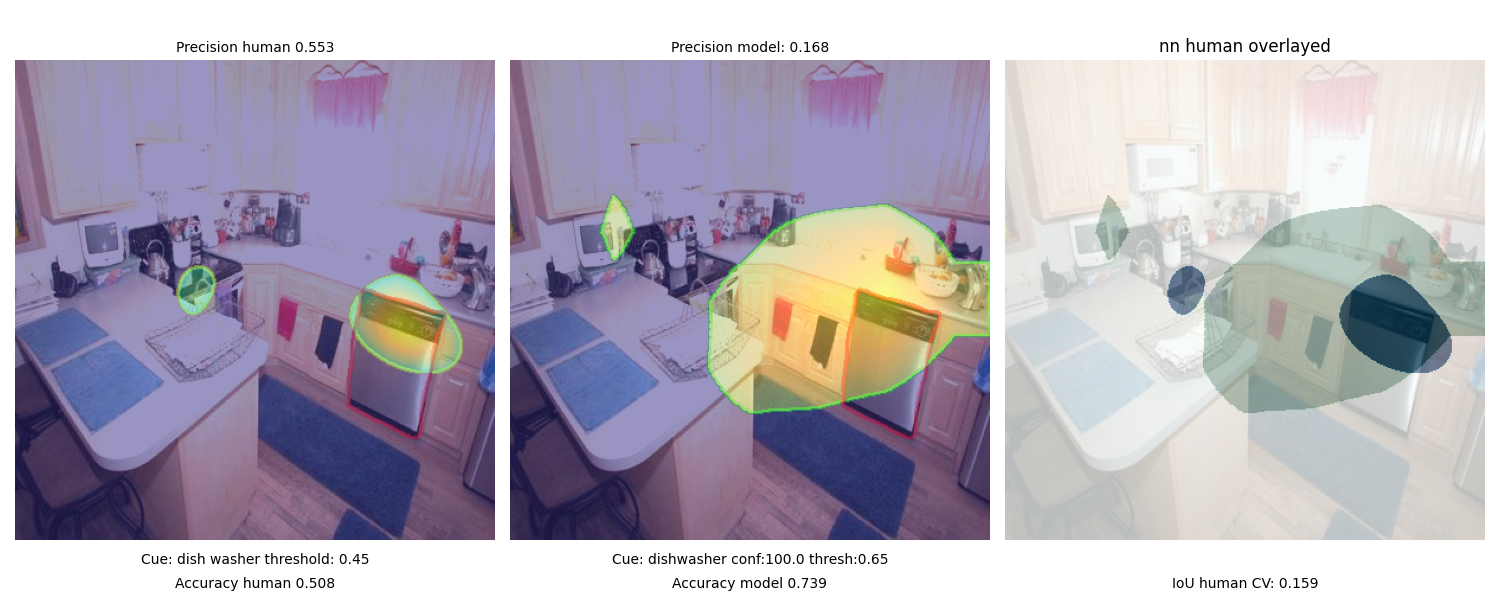 Precision human 0.553
Precision model: 0.168
nn human overlayed
Cue: dish washer threshold: 0.45
Cue: dishwasher conf:100.0 thresh:0.65
Accuracy human 0.508
Accuracy model 0.739
IoU human CV: 0.159